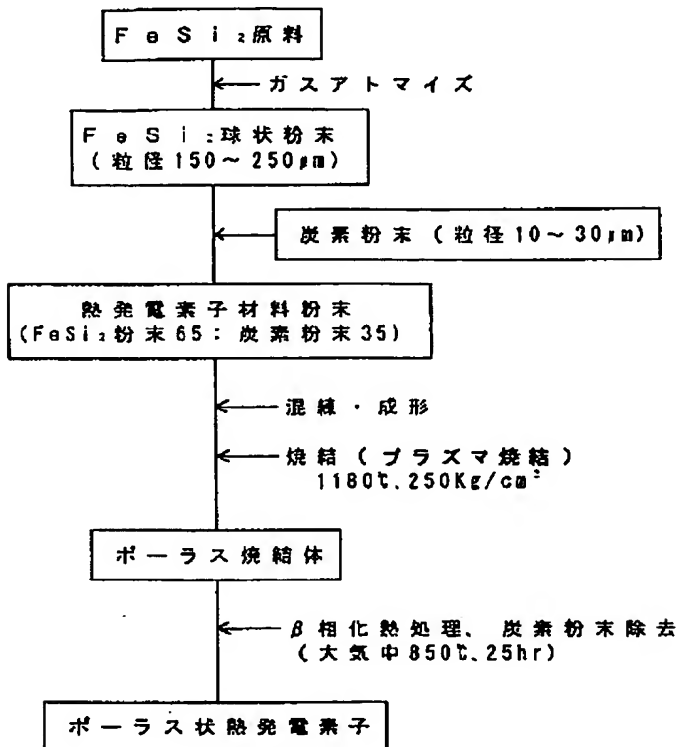 FeSi₂原料
ガスアトマイズ
FeSi₂球状粉末
(粒径150〜250μm)
炭素粉末(粒径10〜30μm)
熱発電素子材料粉末
(FeSi₂粉末65:炭素粉末35)
混練・成形
焼結(プラズマ焼結)
1180℃、250Kg/cm²
ポーラス焼結体
β相化熱処理、炭素粉末除去
(大気中850℃、25hr)
ポーラス状熱発電素子